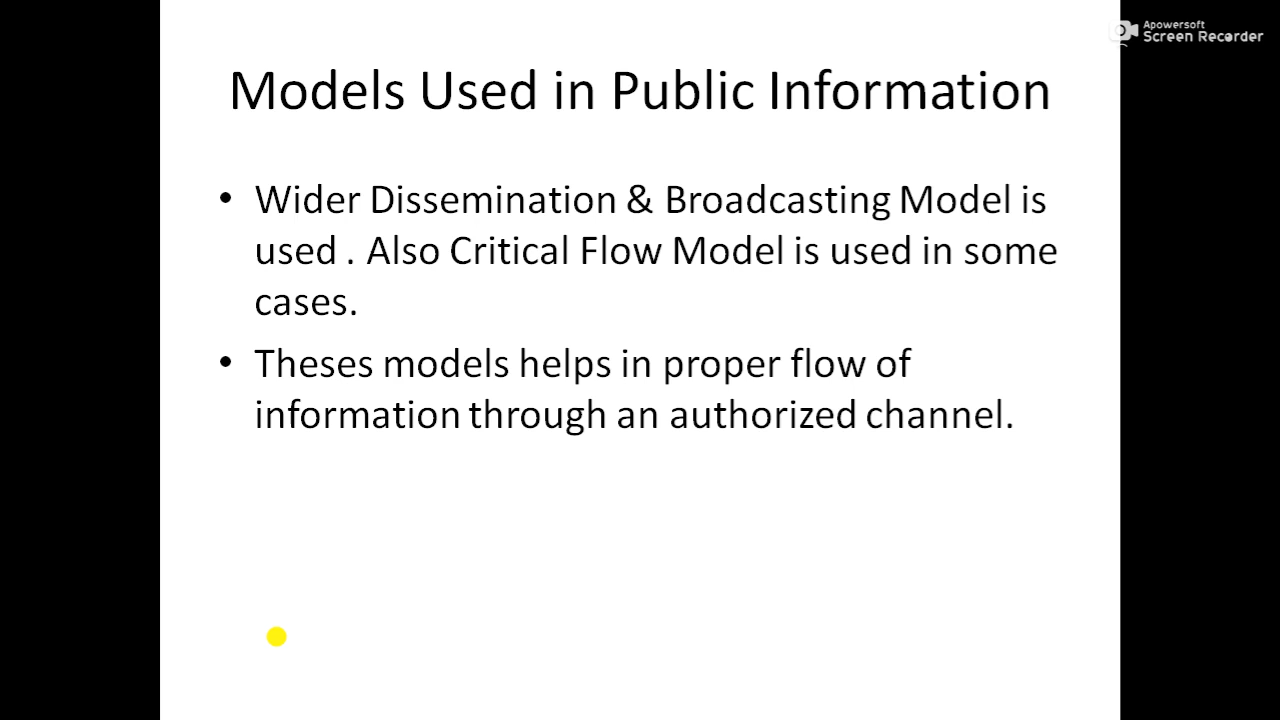 Apowersoft
Screen Recorder
Models Used in Public Information
• Wider Dissemination & Broadcasting Model is
used . Also Critical Flow Model is used in some
cases.
• Theses models helps in proper flow of
information through an authorized channel.